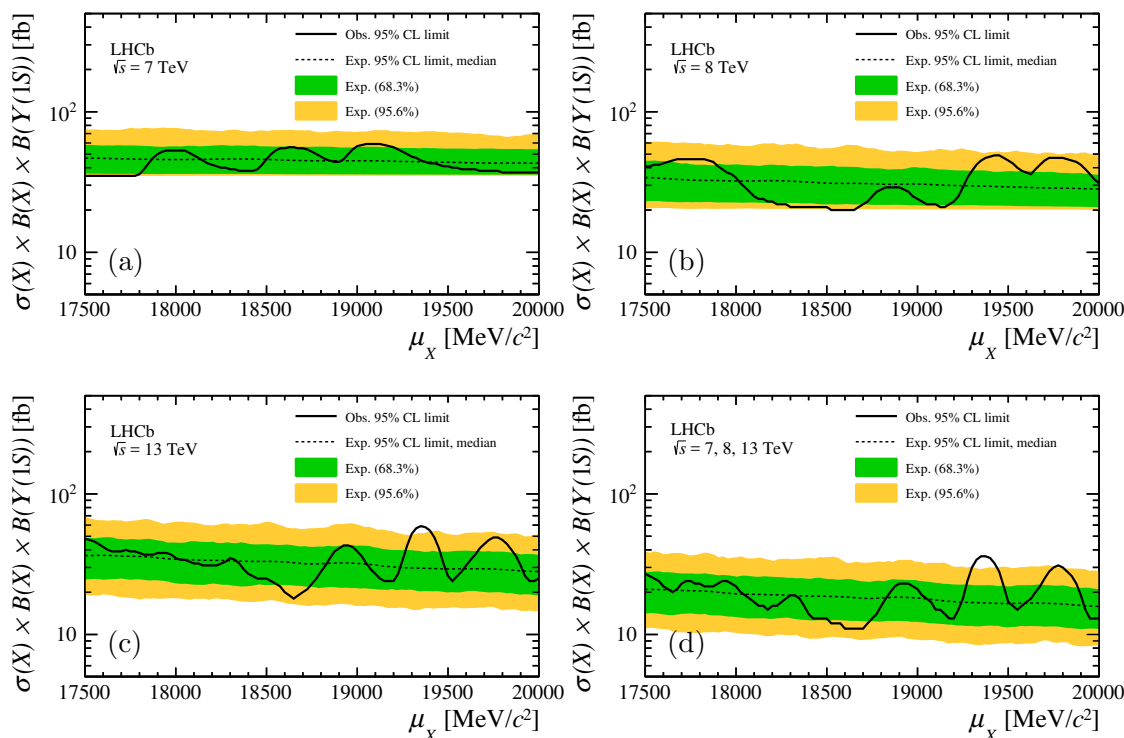 σ(X) × B(X) × B(Y(1S)) [fb]
LHCb
√s = 7 TeV
Obs. 95% CL limit
Exp. 95% CL limit, median
Exp. (68.3%)
Exp. (95.6%)
10²
10
(a)
17500 18000 18500 19000 19500 20000
μ_X [MeV/c²]
σ(X) × B(X) × B(Y(1S)) [fb]
LHCb
√s = 8 TeV
Obs. 95% CL limit
Exp. 95% CL limit, median
Exp. (68.3%)
Exp. (95.6%)
10²
10
(b)
17500 18000 18500 19000 19500 20000
μ_X [MeV/c²]
σ(X) × B(X) × B(Y(1S)) [fb]
LHCb
√s = 13 TeV
Obs. 95% CL limit
Exp. 95% CL limit, median
Exp. (68.3%)
Exp. (95.6%)
10²
10
(c)
17500 18000 18500 19000 19500 20000
μ_X [MeV/c²]
σ(X) × B(X) × B(Y(1S)) [fb]
LHCb
√s = 7, 8, 13 TeV
Obs. 95% CL limit
Exp. 95% CL limit, median
Exp. (68.3%)
Exp. (95.6%)
10²
10
(d)
17500 18000 18500 19000 19500 20000
μ_X [MeV/c²]